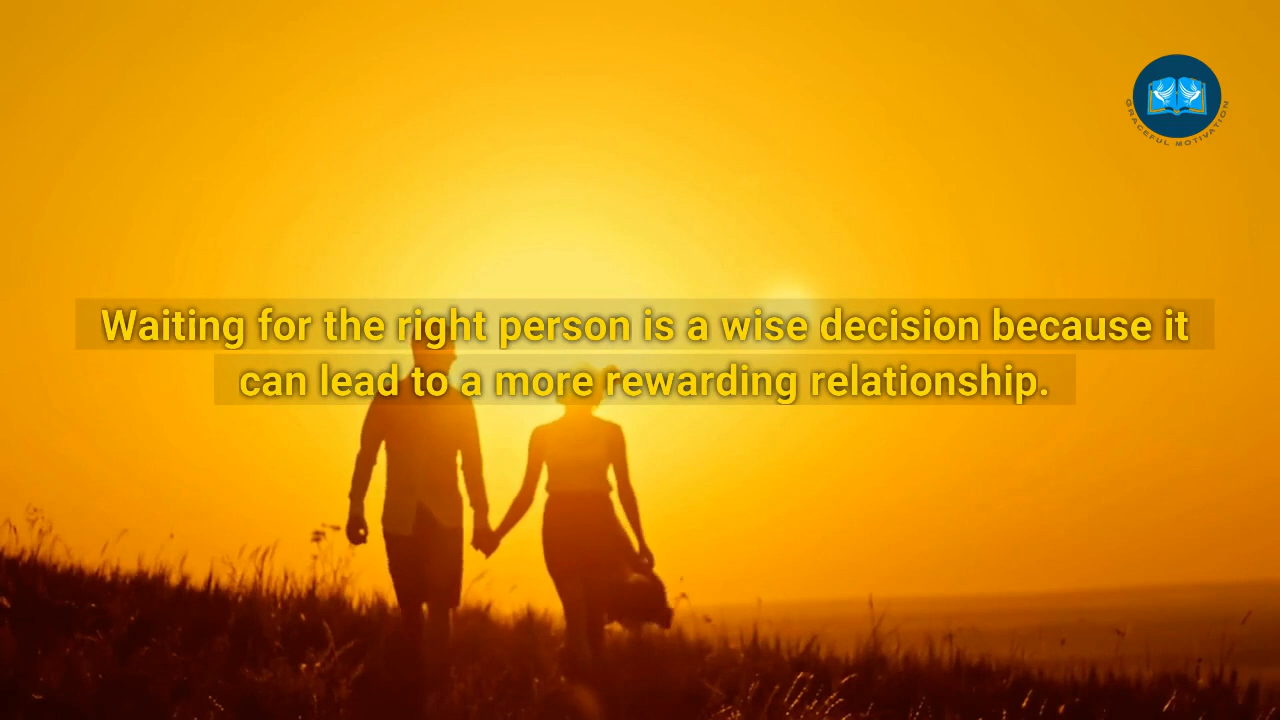 GRACEFUL MOTIVATION
Waiting for the right person is a wise decision because it
can lead to a more rewarding relationship.